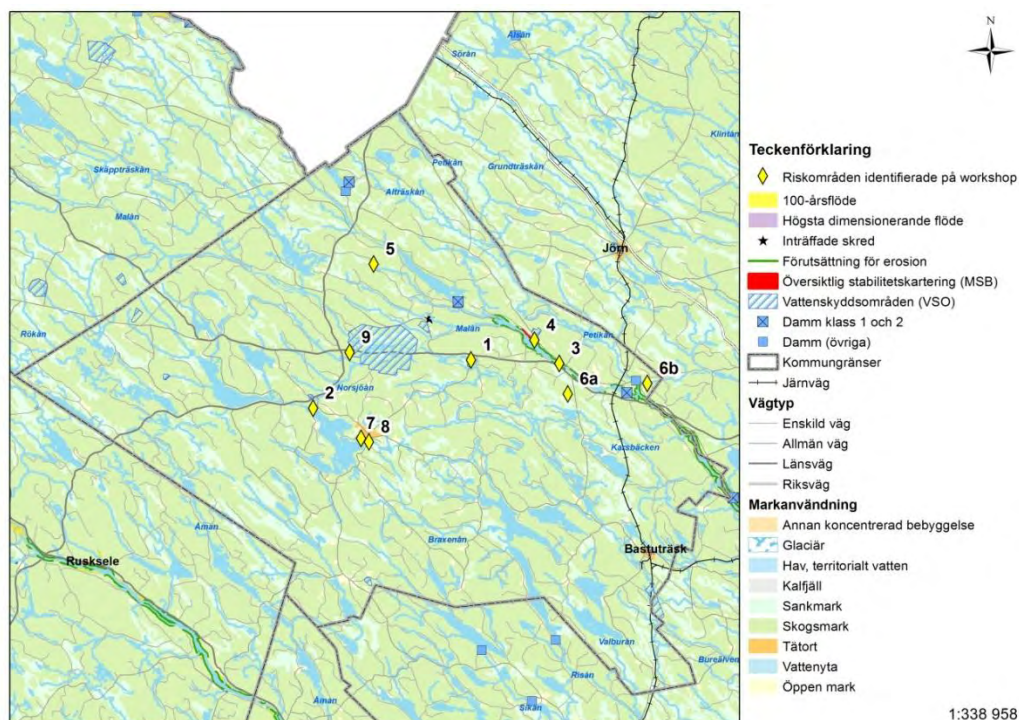 Älsån
Sörån
N
Klintån
Petikån
Grundträskån
Skäppträskån
Alträskån
Malån
Teckenförklaring
Riskområden identifierade på workshop
100-årsflöde
Högsta dimensionerande flöde
Inträffade skred
Förutsättning för erosion
Översiktlig stabilitetskartering (MSB)
Vattenskyddsområden (VSO)
Damm klass 1 och 2
Damm (övriga)
Kommungränser
Järnväg
Vägtyp
Enskild väg
Allmän väg
Länsväg
Riksväg
Markanvändning
Annan koncentrerad bebyggelse
Glaciär
Hav, territorialt vatten
Kalfjäll
Sankmark
Skogsmark
Tätort
Vattenyta
Öppen mark
Jörn
5
Rökån
Malån
Petikån
4
9
1
3
6a
6b
Norsjöån
2
7
8
Kalsbäcken
Åman
Braxenån
Bastuträsk
Rusksele
Valburån
Bureälven
Risån
Åman
Sikån
1:338 958